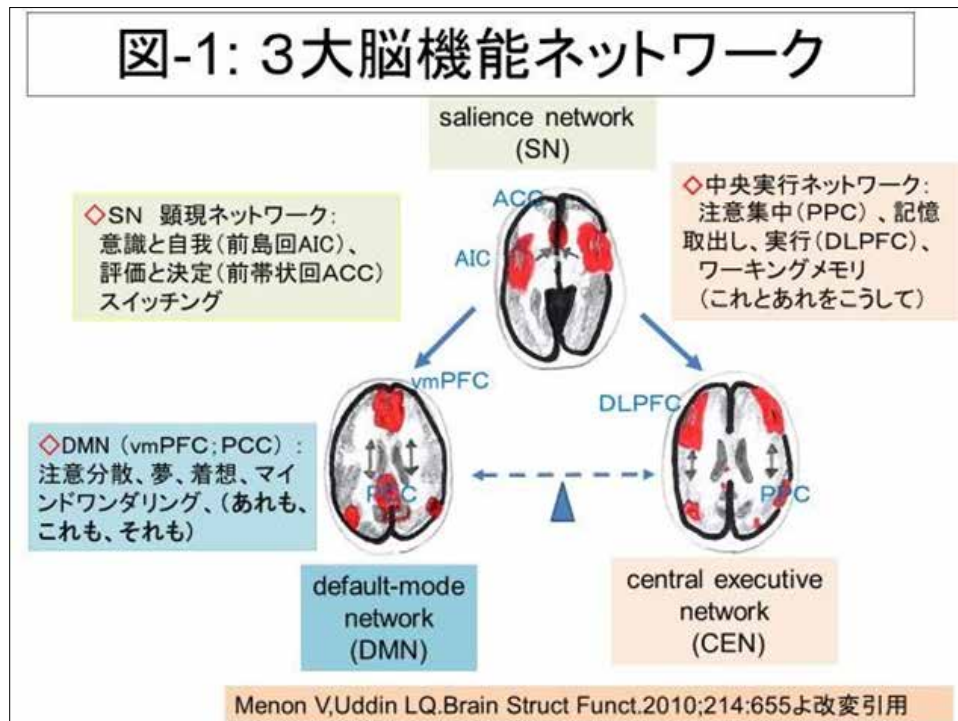 図-1: 3大脳機能ネットワーク
salience network
(SN)
◇SN 顕現ネットワーク:
意識と自我(前島回AIC)、
評価と決定(前帯状回ACC)
スイッチング
ACC
AIC
◇中央実行ネットワーク:
注意集中(PPC)、記憶
取出し、実行(DLPFC)、
ワーキングメモリ
(これとあれをこうして)
vmPFC
DLPFC
◇DMN (vmPFC;PCC) :
注意分散、夢、着想、マイ
ンドワンダリング、(あれも、
これも、それも)
PCC
PPC
default-mode
network
(DMN)
central executive
network
(CEN)
Menon V,Uddin LQ.Brain Struct Funct.2010;214:655よ改変引用